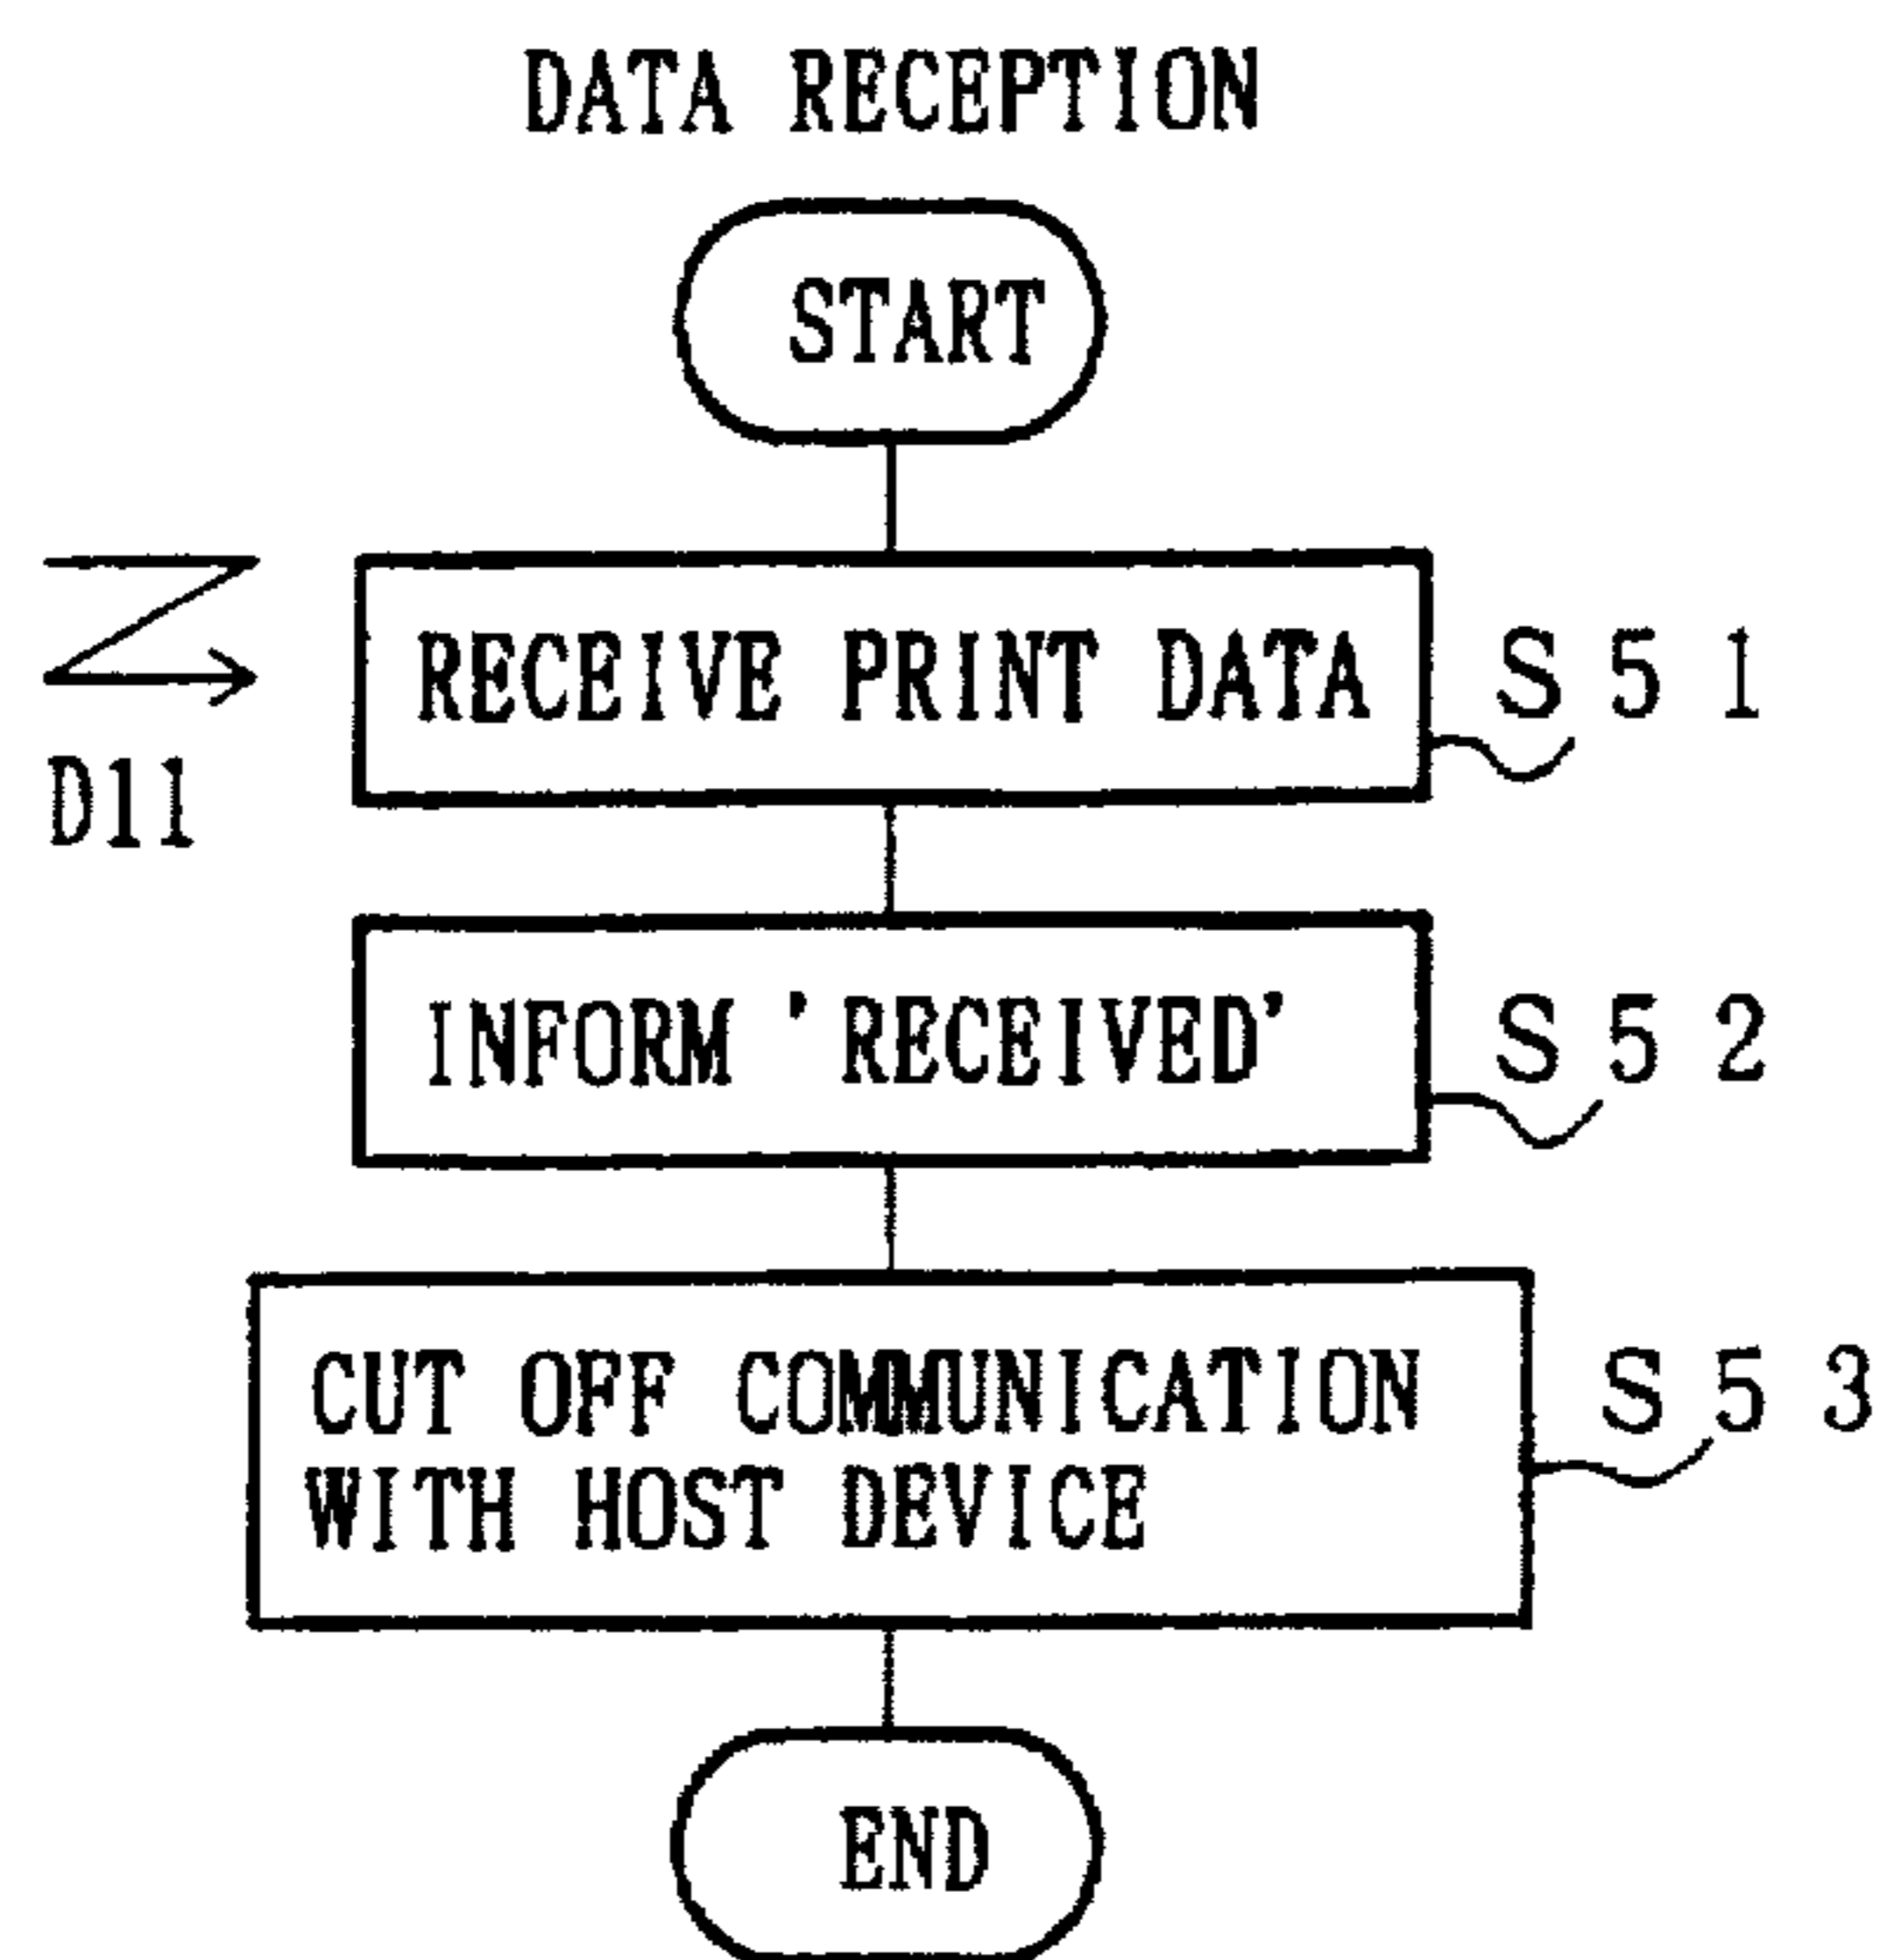 DATA RECEPTION
START
RECEIVE PRINT DATA
S51
D11
INFORM 'RECEIVED'
S52
CUT OFF COMMUNICATION
WITH HOST DEVICE
S53
END